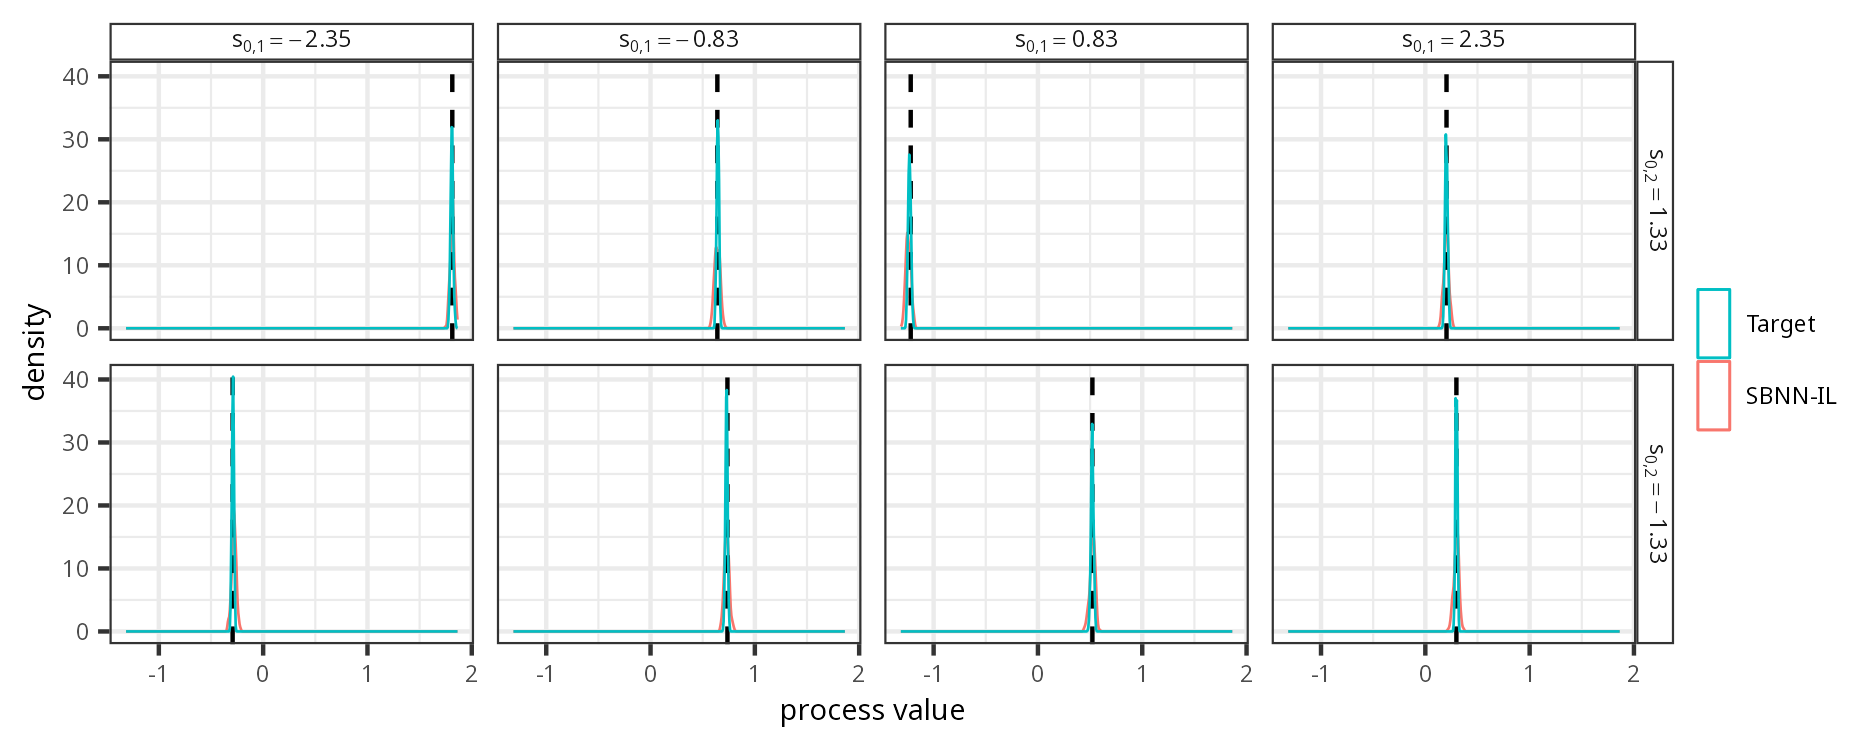 s0,1 = −2.35
s0,1 = −0.83
s0,1 = 0.83
s0,1 = 2.35
40
30
20
10
0
s0,2 = 1.33
40
30
20
10
0
s0,2 = −1.33
density
-1 0 1 2
-1 0 1 2
-1 0 1 2
-1 0 1 2
process value
Target
SBNN-IL